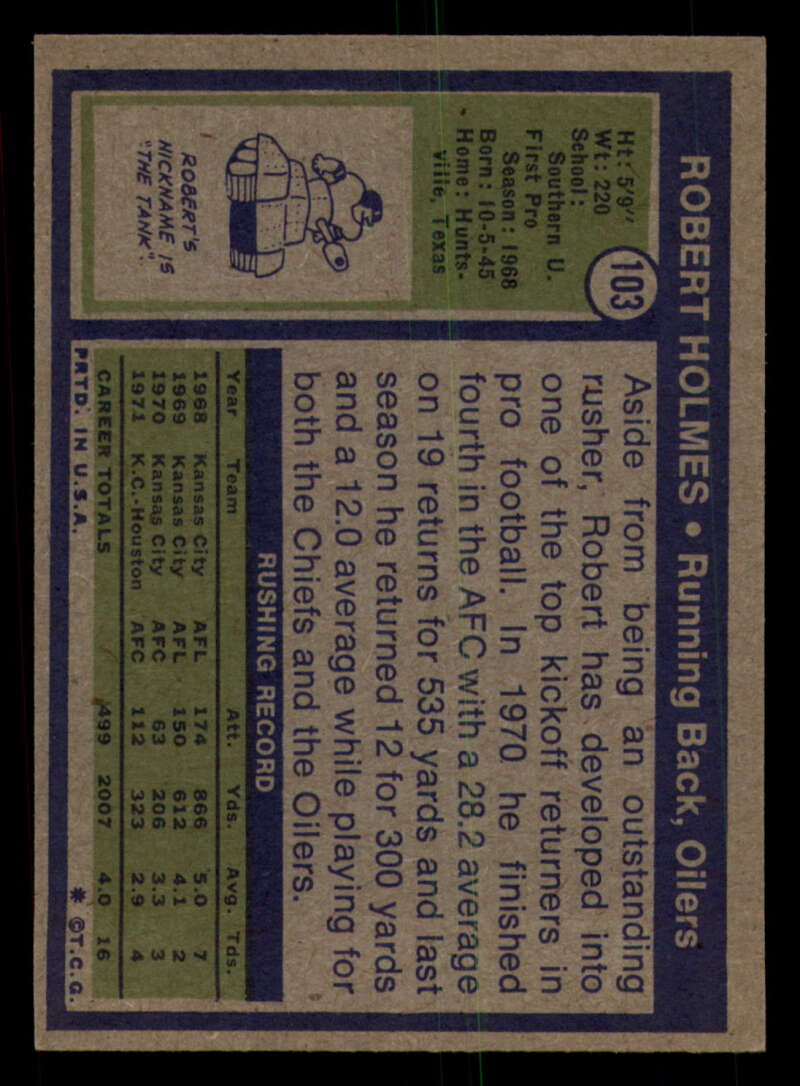 ROBERT HOLMES • Running Back, Oilers
103
Ht: 5'9"
Wt: 220
School:
Southern U.
First Pro
Season: 1968
Born: 10-5-45
Home: Hunts-
ville, Texas
ROBERT'S
NICKNAME IS
"THE TANK".
Aside from being an outstanding
rusher, Robert has developed into
one of the top kickoff returners in
pro football. In 1970 he finished
fourth in the AFC with a 28.2 average
on 19 returns for 535 yards and last
season he returned 12 for 300 yards
and a 12.0 average while playing for
both the Chiefs and the Oilers.
RUSHING RECORD
Year Team Att. Yds. Avg. Tds.
1968 Kansas City AFL 174 866 5.0 7
1969 Kansas City AFL 150 612 4.1 2
1970 Kansas City AFC 63 206 3.3 3
1971 K.C.-Houston AFC 112 323 2.9 4
CAREER TOTALS 499 2007 4.0 16
PRTD. IN U.S.A. * ©T.C.G.